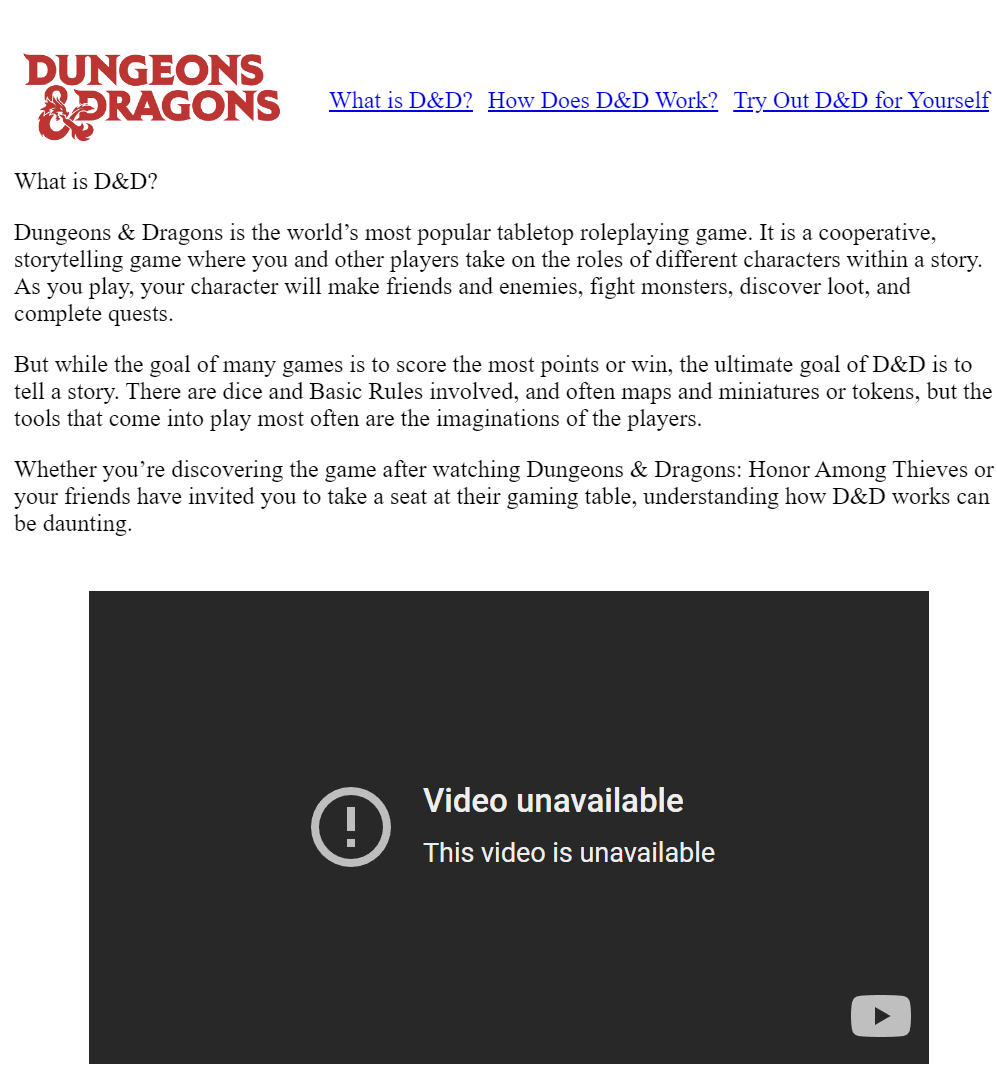 DUNGEONS
&DRAGONS
What is D&D? How Does D&D Work? Try Out D&D for Yourself
What is D&D?
Dungeons & Dragons is the world’s most popular tabletop roleplaying game. It is a cooperative,
storytelling game where you and other players take on the roles of different characters within a story.
As you play, your character will make friends and enemies, fight monsters, discover loot, and
complete quests.
But while the goal of many games is to score the most points or win, the ultimate goal of D&D is to
tell a story. There are dice and Basic Rules involved, and often maps and miniatures or tokens, but the
tools that come into play most often are the imaginations of the players.
Whether you’re discovering the game after watching Dungeons & Dragons: Honor Among Thieves or
your friends have invited you to take a seat at their gaming table, understanding how D&D works can
be daunting.
Video unavailable
This video is unavailable